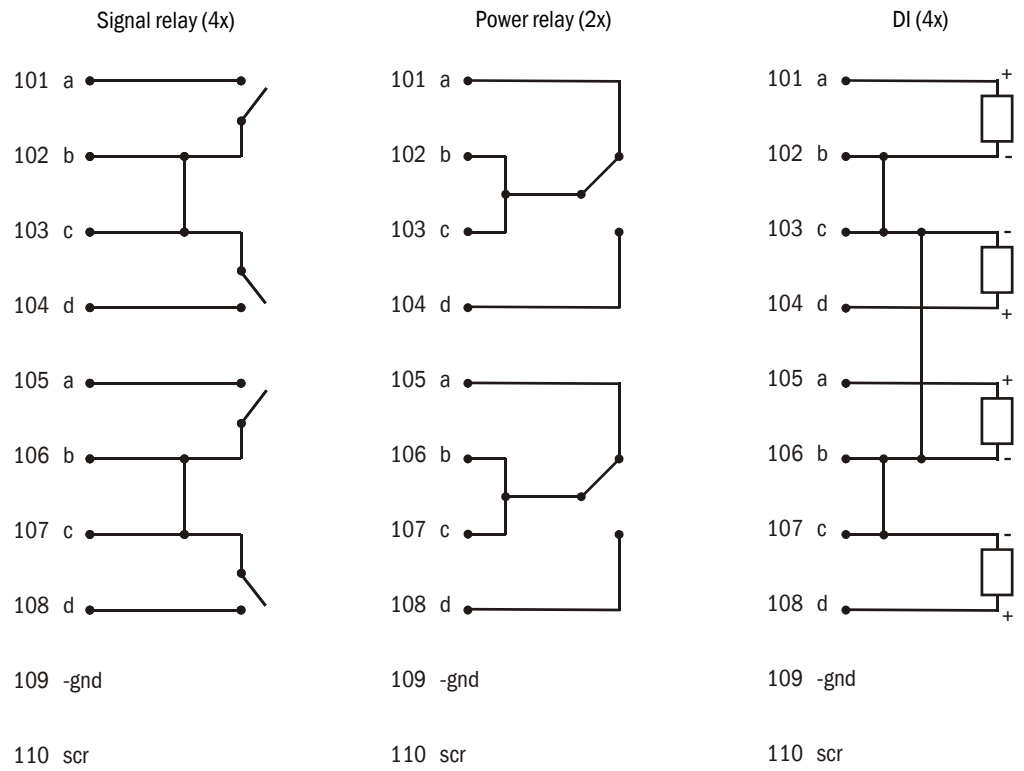 Signal relay (4x)
101 a
102 b
103 c
104 d
105 a
106 b
107 c
108 d
109 -gnd
110 scr
Power relay (2x)
101 a
102 b
103 c
104 d
105 a
106 b
107 c
108 d
109 -gnd
110 scr
DI (4x)
101 a +
102 b -
103 c -
104 d +
105 a +
106 b -
107 c -
108 d +
109 -gnd
110 scr